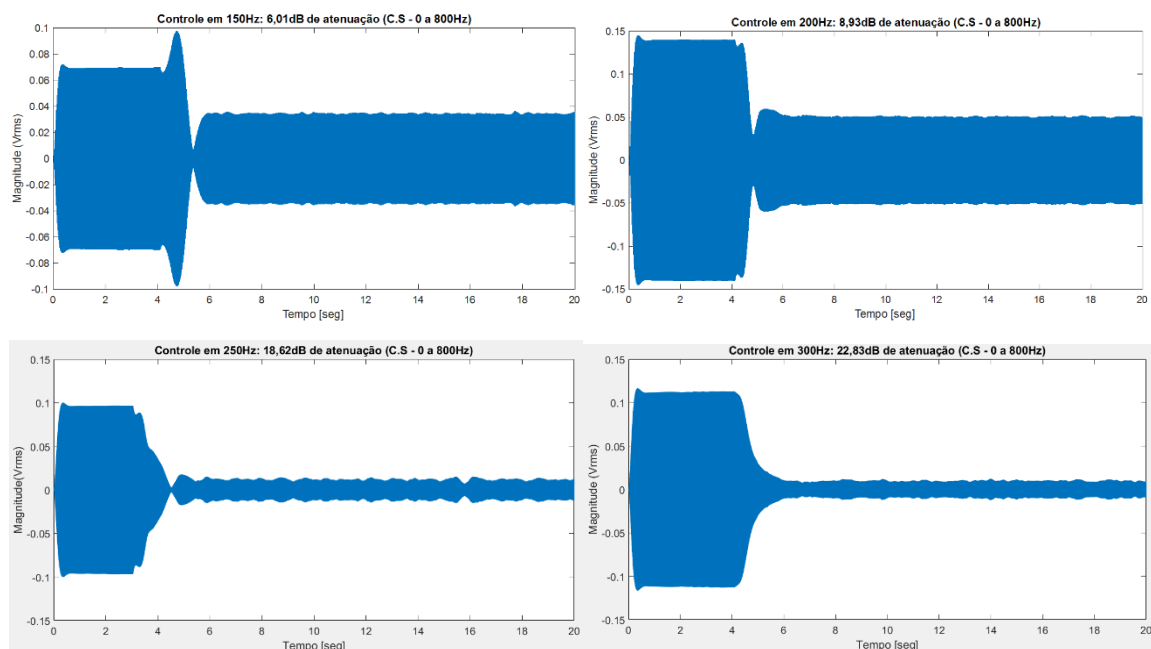 Controle em 150Hz: 6,01dB de atenuação (C.S - 0 a 800Hz)
0.1
0.08
0.06
0.04
0.02
0
-0.02
-0.04
-0.06
-0.08
-0.1
Magnitude (Vrms)
0 2 4 6 8 10 12 14 16 18 20
Tempo [seg]
Controle em 200Hz: 8,93dB de atenuação (C.S - 0 a 800Hz)
0.15
0.1
0.05
0
-0.05
-0.1
-0.15
Magnitude (Vrms)
0 2 4 6 8 10 12 14 16 18 20
Tempo [seg]
Controle em 250Hz: 18,62dB de atenuação (C.S - 0 a 800Hz)
0.15
0.1
0.05
0
-0.05
-0.1
-0.15
Magnitude(Vrms)
0 2 4 6 8 10 12 14 16 18 20
Tempo [seg]
Controle em 300Hz: 22,83dB de atenuação (C.S - 0 a 800Hz)
0.15
0.1
0.05
0
-0.05
-0.1
-0.15
Magnitude (Vrms)
0 2 4 6 8 10 12 14 16 18 20
Tempo [seg]